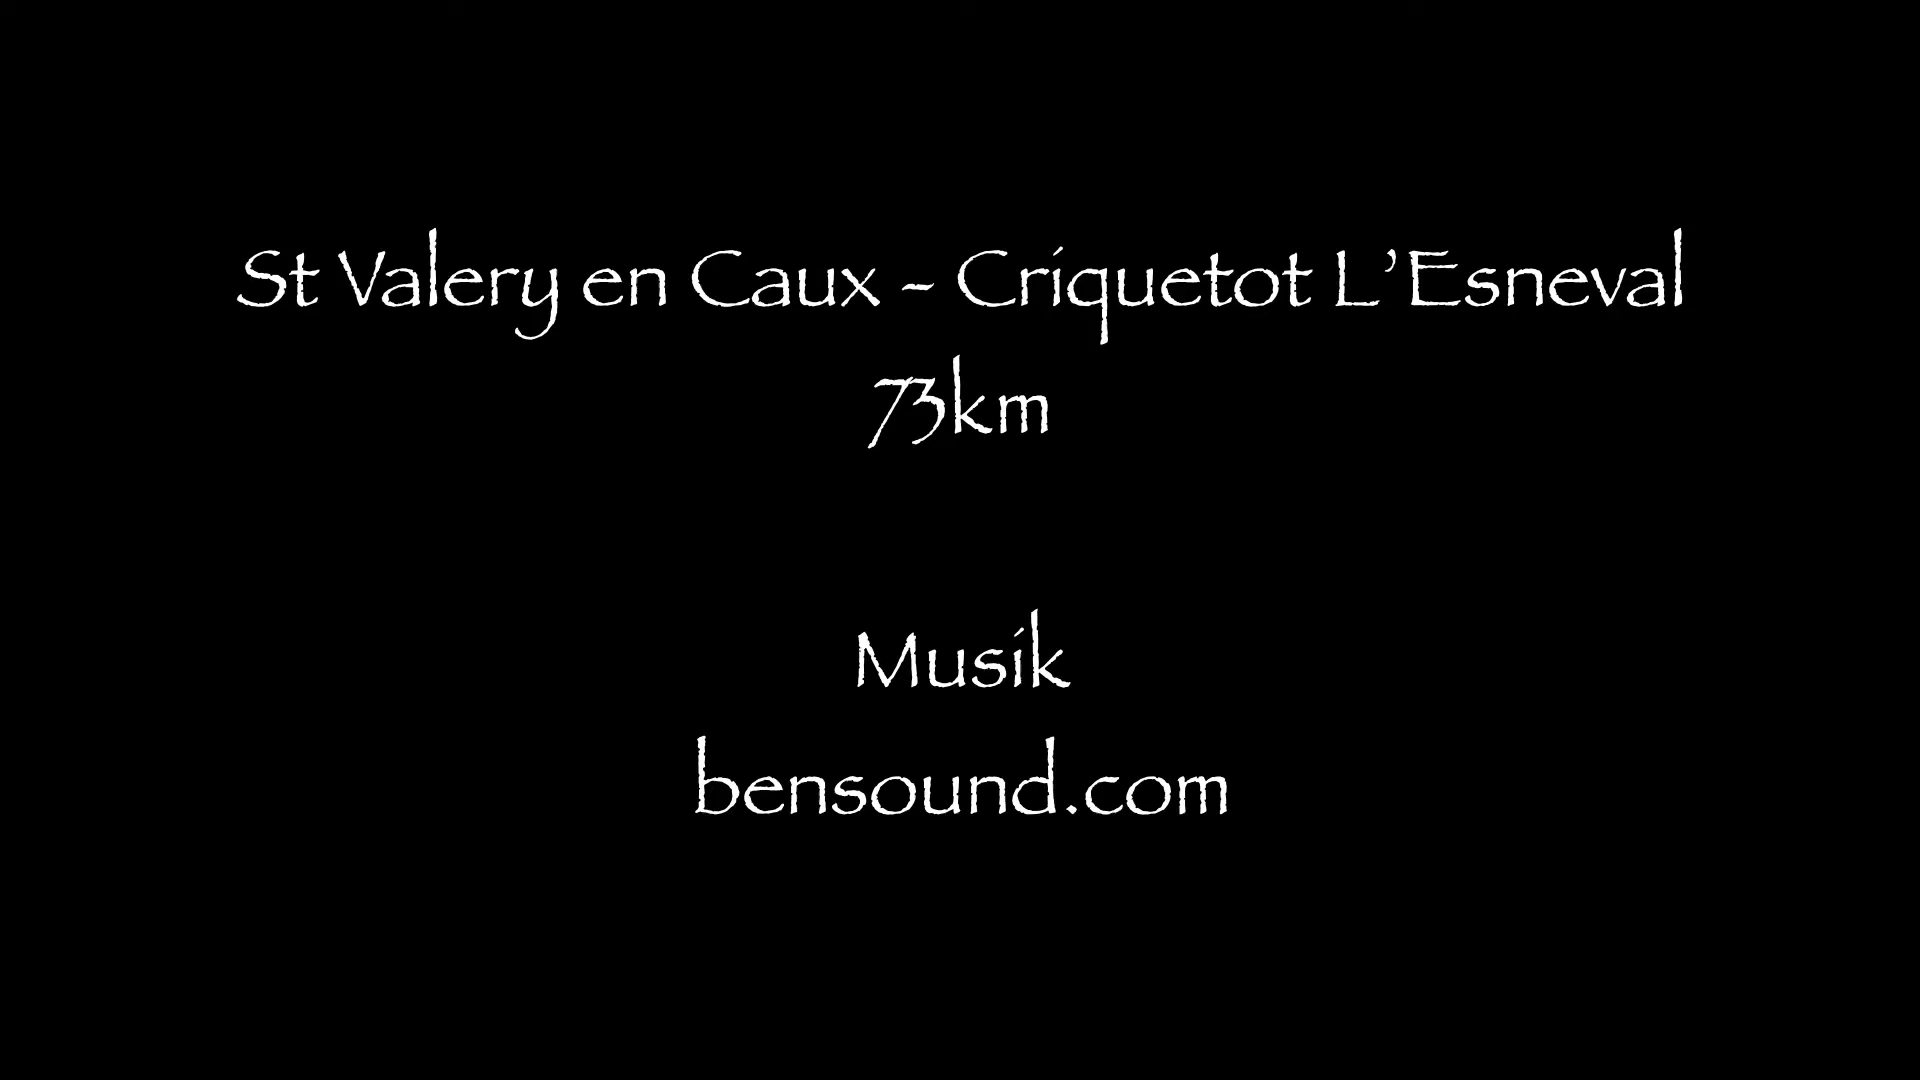 St Valery en Caux - Criquetot L’Esneval
73km
Musik
bensound.com